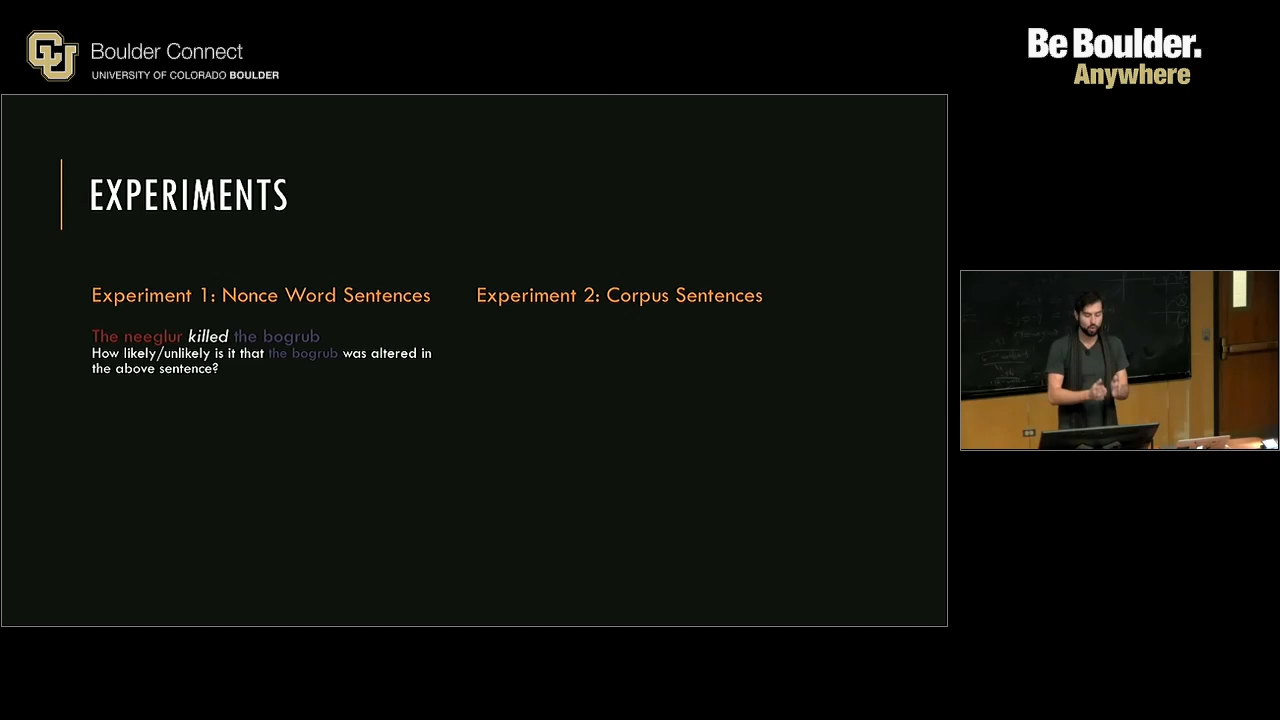 Boulder Connect
UNIVERSITY OF COLORADO BOULDER
Be Boulder.
Anywhere
EXPERIMENTS
Experiment 1: Nonce Word Sentences
The neeglur killed the bogrub
How likely/unlikely is it that the bogrub was altered in
the above sentence?
Experiment 2: Corpus Sentences